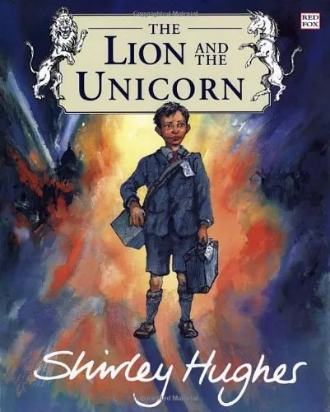 THE
LION AND THE
UNICORN
RED
FOX
Shirley Hughes